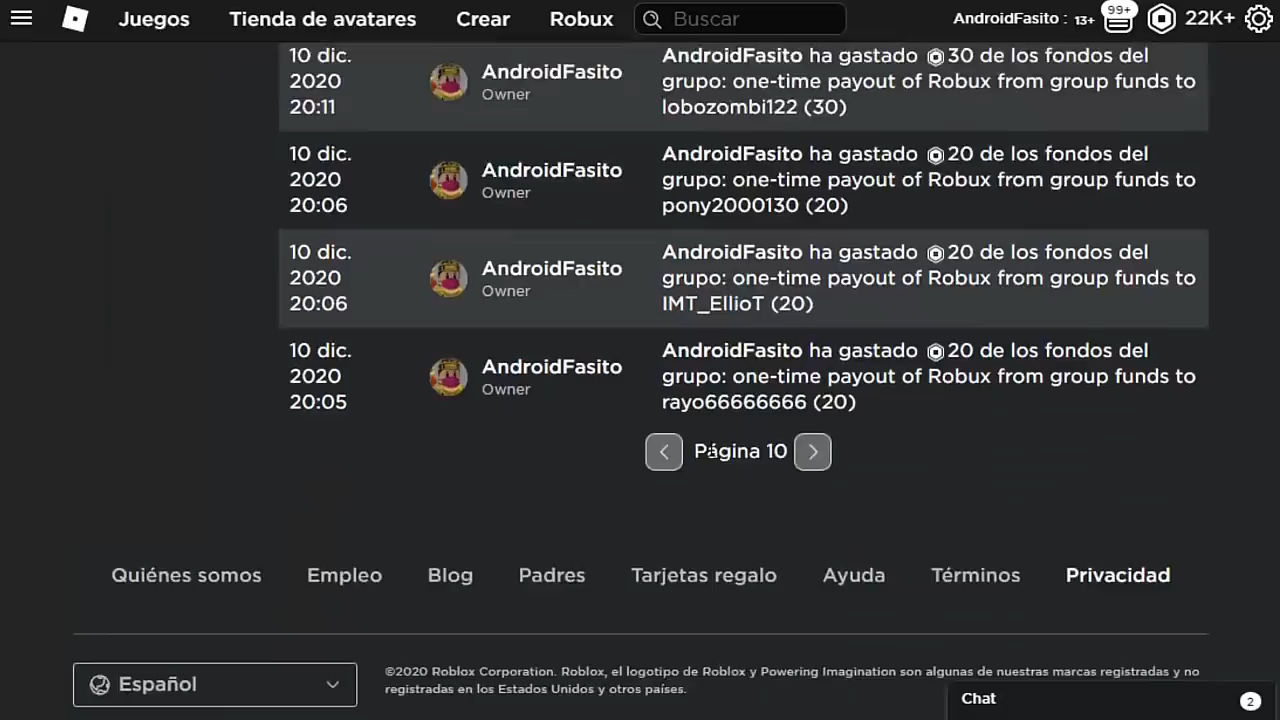 Juegos Tienda de avatares Crear Robux Buscar AndroidFasito : 13+ 99+ 22K+
10 dic. 2020 20:11
AndroidFasito
Owner
AndroidFasito ha gastado 30 de los fondos del
grupo: one-time payout of Robux from group funds to
lobozombi122 (30)
10 dic. 2020 20:06
AndroidFasito
Owner
AndroidFasito ha gastado 20 de los fondos del
grupo: one-time payout of Robux from group funds to
pony2000130 (20)
10 dic. 2020 20:06
AndroidFasito
Owner
AndroidFasito ha gastado 20 de los fondos del
grupo: one-time payout of Robux from group funds to
IMT_EllioT (20)
10 dic. 2020 20:05
AndroidFasito
Owner
AndroidFasito ha gastado 20 de los fondos del
grupo: one-time payout of Robux from group funds to
rayo66666666 (20)
Página 10
Quiénes somos Empleo Blog Padres Tarjetas regalo Ayuda Términos Privacidad
Español
©2020 Roblox Corporation. Roblox, el logotipo de Roblox y Powering Imagination son algunas de nuestras marcas registradas y no
registradas en los Estados Unidos y otros países.
Chat 2